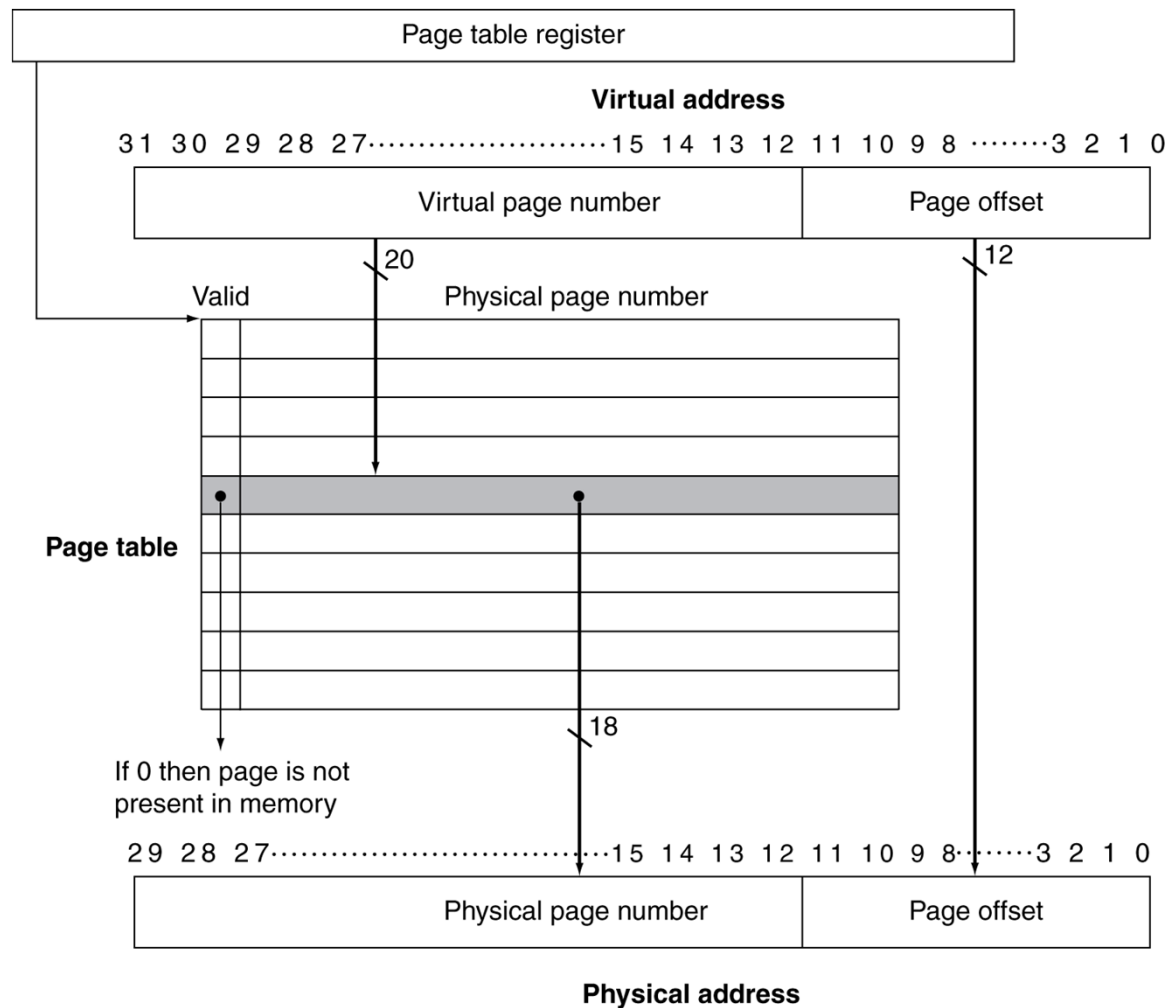 Page table register
Virtual address
31 30 29 28 27·······················15 14 13 12 11 10 9 8 ········3 2 1 0
Virtual page number Page offset
20 12
Valid Physical page number
Page table
18
If 0 then page is not
present in memory
29 28 27································15 14 13 12 11 10 9 8········3 2 1 0
Physical page number Page offset
Physical address